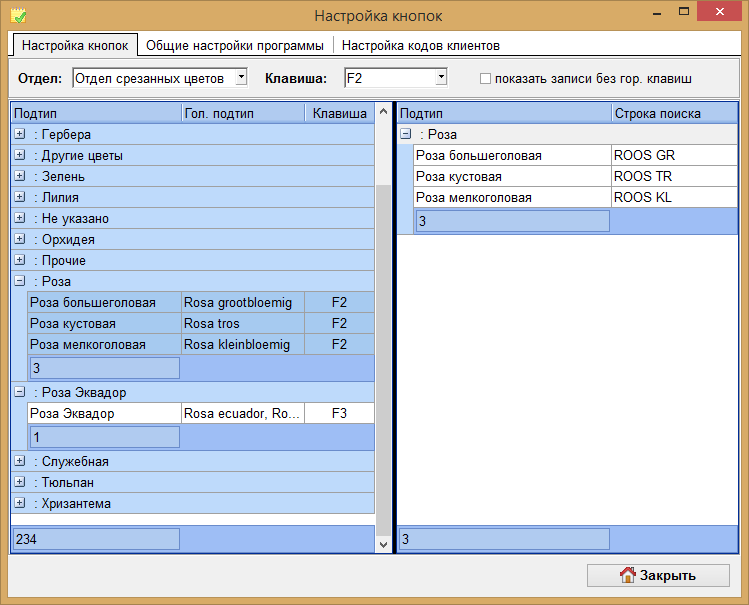 Настройка кнопок
Настройка кнопок Общие настройки программы Настройка кодов клиентов
Отдел: Отдел срезанных цветов Клавиша: F2 показать записи без гор. клавиш
Подтип Гол. подтип Клавиша
: Гербера
: Другие цветы
: Зелень
: Лилия
: Не указано
: Орхидея
: Прочие
: Роза
Роза большеголовая Rosa grootbloemig F2
Роза кустовая Rosa tros F2
Роза мелкоголовая Rosa kleinbloemig F2
3
: Роза Эквадор
Роза Эквадор Rosa ecuador, Ro... F3
1
: Служебная
: Тюльпан
: Хризантема
234
Подтип Строка поиска
: Роза
Роза большеголовая ROOS GR
Роза кустовая ROOS TR
Роза мелкоголовая ROOS KL
3
3
Закрыть